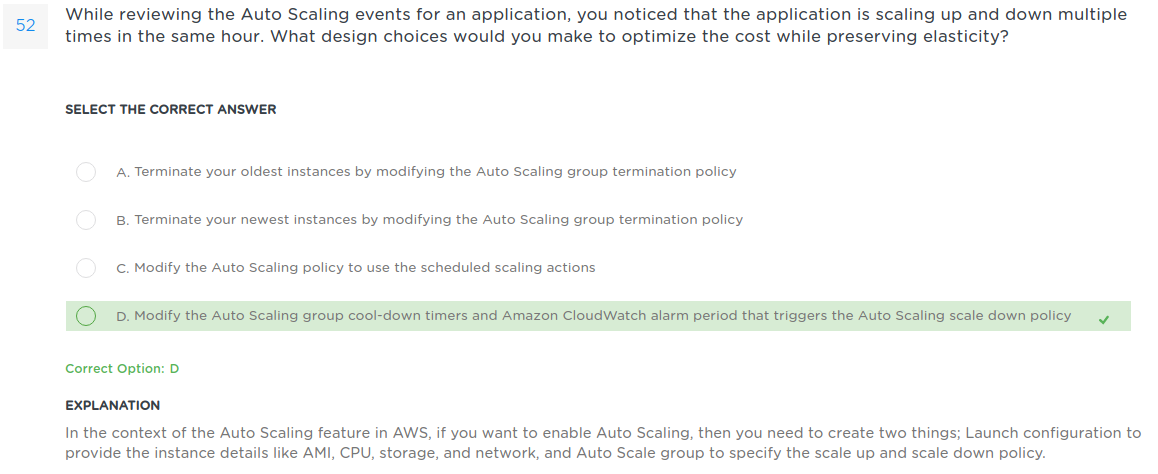 52
While reviewing the Auto Scaling events for an application, you noticed that the application is scaling up and down multiple
times in the same hour. What design choices would you make to optimize the cost while preserving elasticity?
SELECT THE CORRECT ANSWER
A. Terminate your oldest instances by modifying the Auto Scaling group termination policy
B. Terminate your newest instances by modifying the Auto Scaling group termination policy
C. Modify the Auto Scaling policy to use the scheduled scaling actions
D. Modify the Auto Scaling group cool-down timers and Amazon CloudWatch alarm period that triggers the Auto Scaling scale down policy
Correct Option: D
EXPLANATION
In the context of the Auto Scaling feature in AWS, if you want to enable Auto Scaling, then you need to create two things; Launch configuration to
provide the instance details like AMI, CPU, storage, and network, and Auto Scale group to specify the scale up and scale down policy.